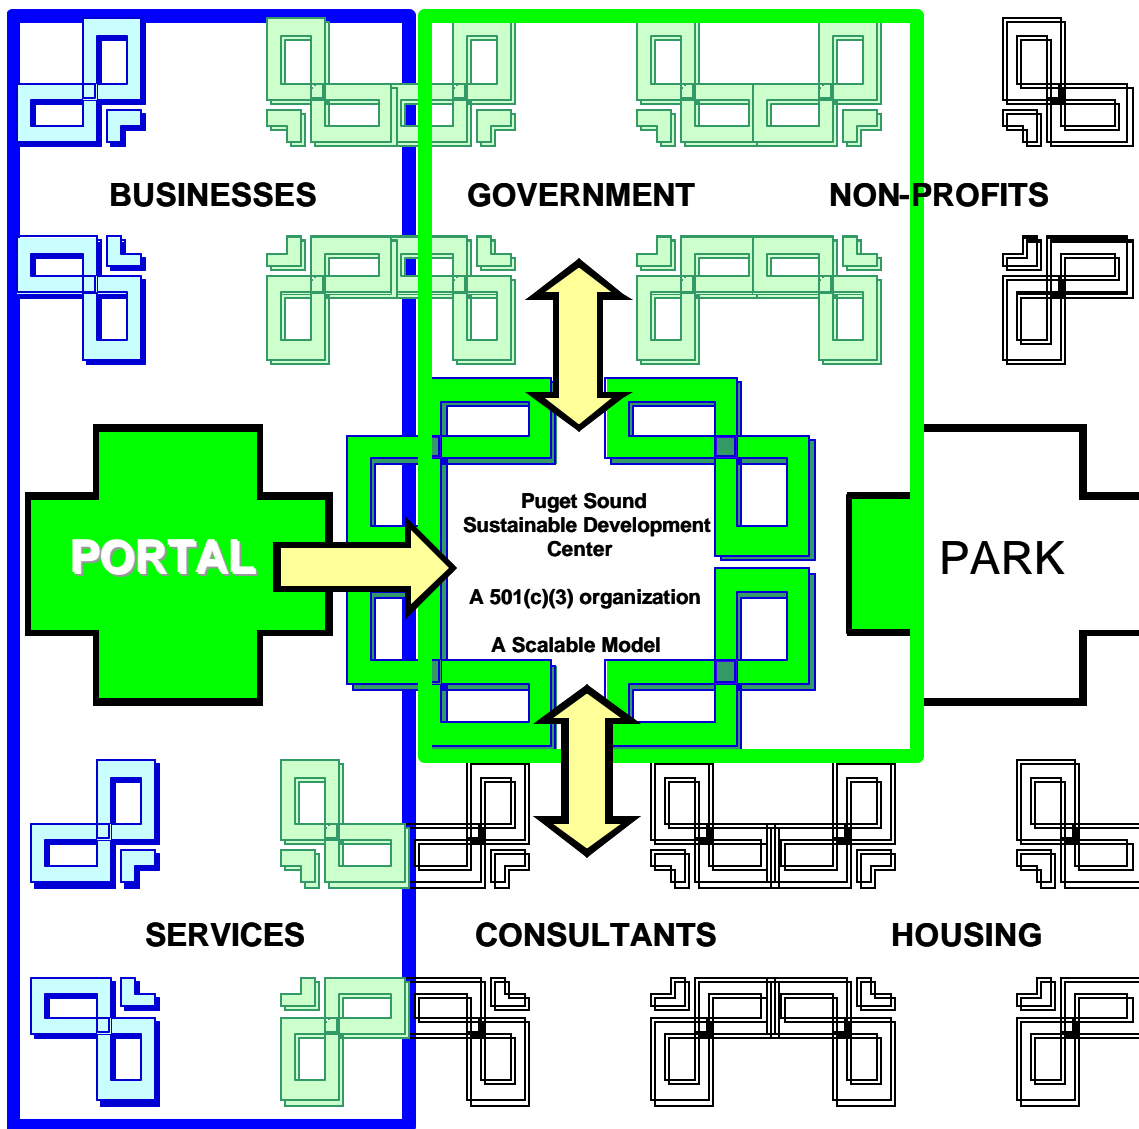 BUSINESSES
GOVERNMENT
NON-PROFITS
PORTAL
Puget Sound
Sustainable Development
Center
A 501(c)(3) organization
A Scalable Model
PARK
SERVICES
CONSULTANTS
HOUSING